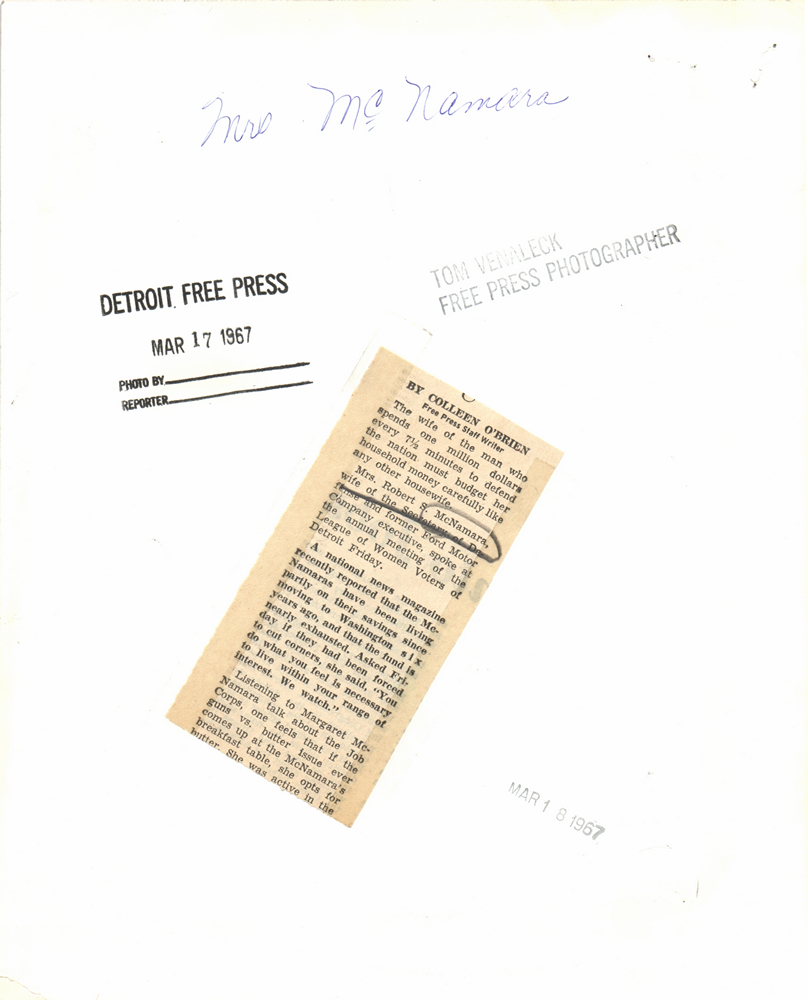 Mrs McNamara
TOM VENALECK
FREE PRESS PHOTOGRAPHER
DETROIT FREE PRESS
MAR 17 1967
PHOTO BY
REPORTER
BY COLLEEN O'BRIEN
Free Press Staff Writer
The wife of the man who
spends one million dollars
every 7½ minutes to defend
the nation must budget her
household money carefully like
any other housewife.
Mrs. Robert S. McNamara,
wife of the Secretary of De-
fense and former Ford Motor
Company executive, spoke at
the annual meeting of the
League of Women Voters of
Detroit Friday.
A national news magazine
recently reported that the Mc-
Namaras have been living
partly on their savings since
moving to Washington six
years ago, and that the fund is
nearly exhausted. Asked Fri-
day if they had been forced
to cut corners, she said, "You
do what you feel is necessary
to live within your range of
interest. We watch."
Listening to Margaret Mc-
Namara talk about the Job
Corps, one feels that if the
guns vs. butter issue ever
comes up at the McNamara's
breakfast table, she opts for
butter. She was active in the
MAR 18 1967